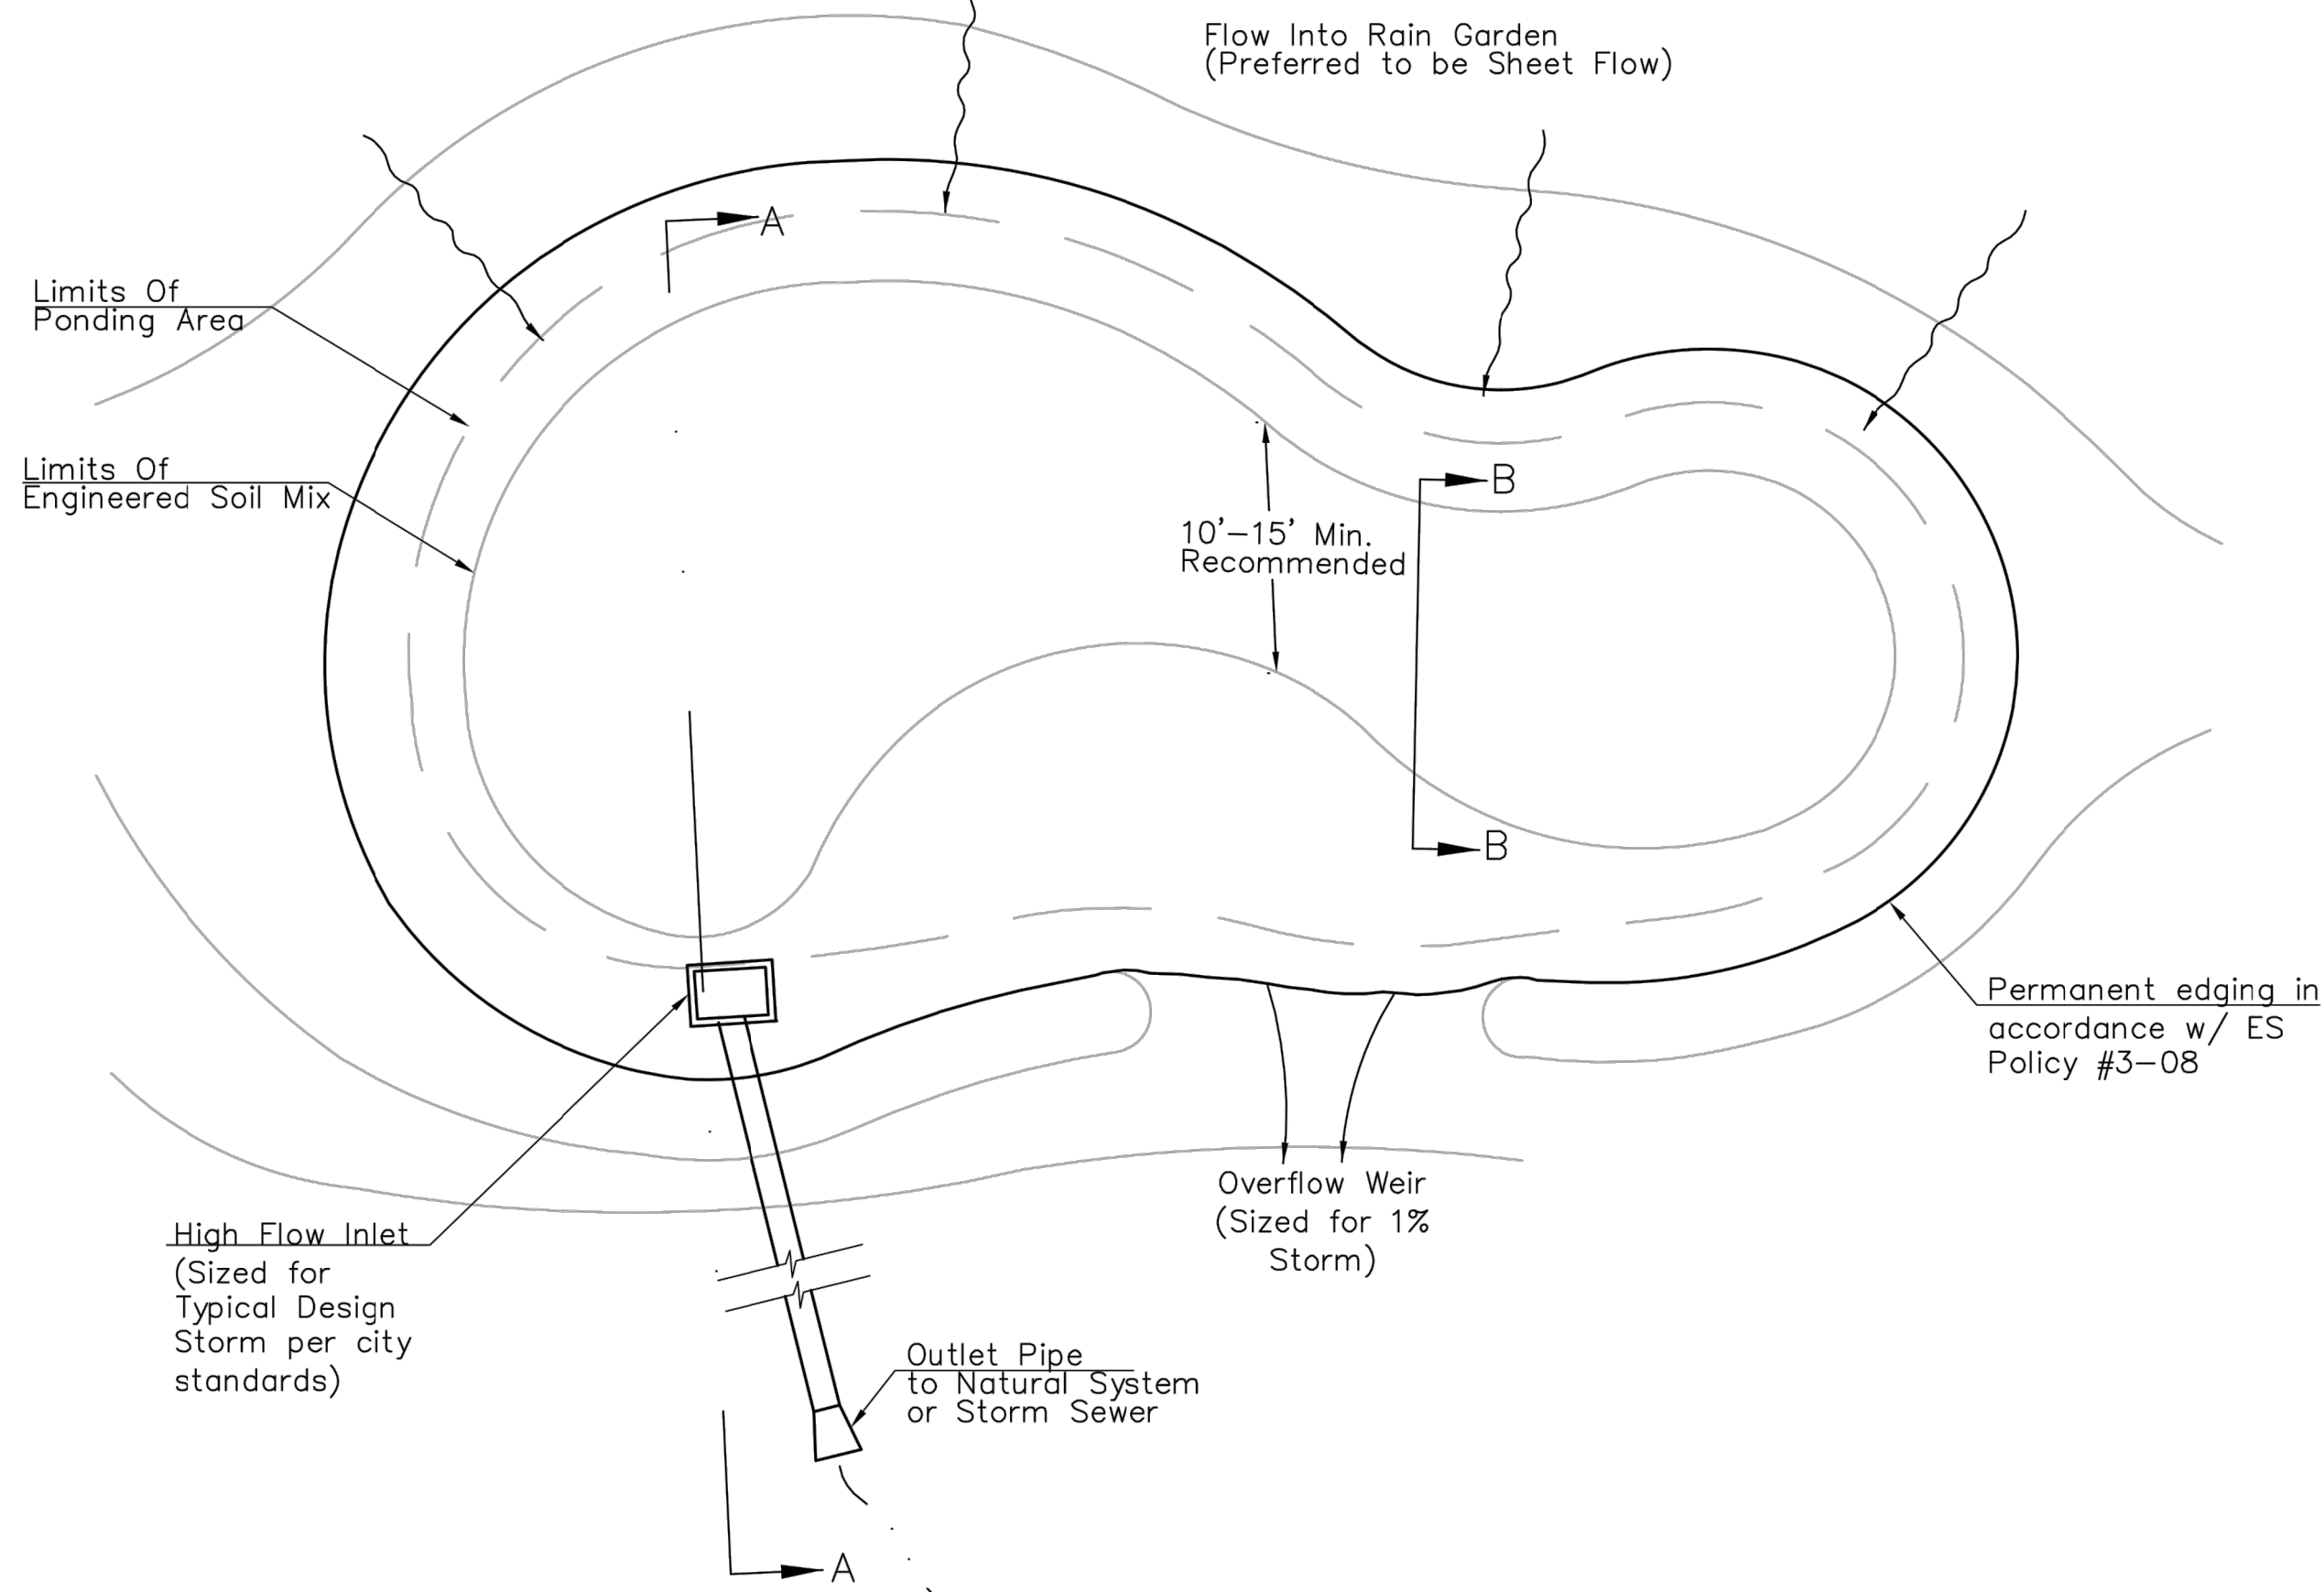 Flow Into Rain Garden
(Preferred to be Sheet Flow)
A
Limits Of
Ponding Area
Limits Of
Engineered Soil Mix
B
10'-15' Min.
Recommended
B
Permanent edging in
accordance w/ ES
Policy #3-08
Overflow Weir
(Sized for 1%
Storm)
High Flow Inlet
(Sized for
Typical Design
Storm per city
standards)
Outlet Pipe
to Natural System
or Storm Sewer
A